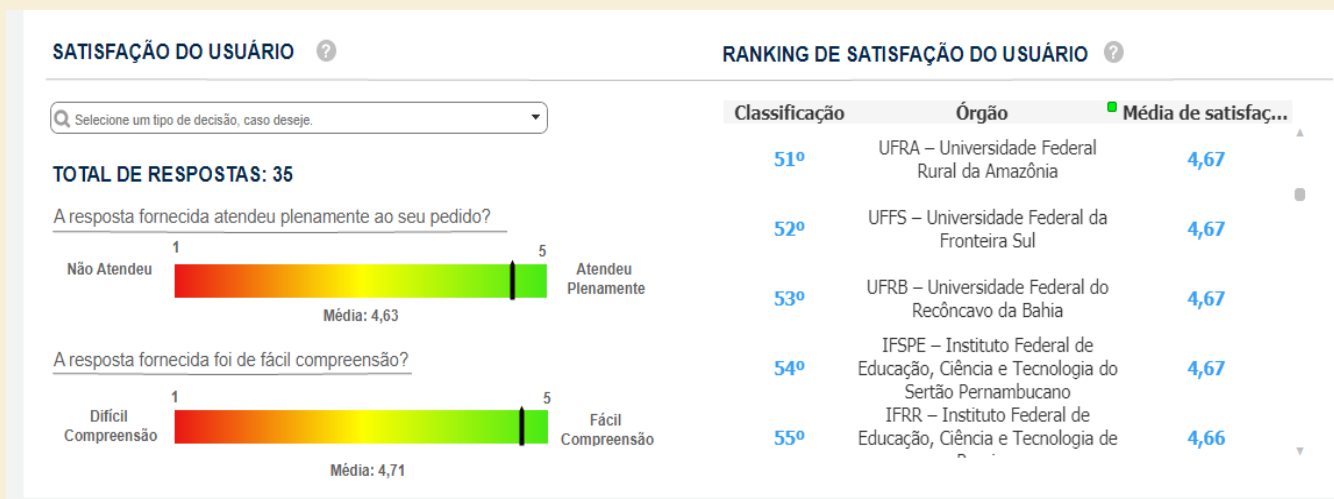 SATISFAÇÃO DO USUÁRIO ?
Selecione um tipo de decisão, caso deseje.
TOTAL DE RESPOSTAS: 35
A resposta fornecida atendeu plenamente ao seu pedido?
1 5
Não Atendeu
Atendeu
Plenamente
Média: 4,63
A resposta fornecida foi de fácil compreensão?
1 5
Difícil
Compreensão
Fácil
Compreensão
Média: 4,71
RANKING DE SATISFAÇÃO DO USUÁRIO ?
Classificação Órgão Média de satisfaç...
51º UFRA – Universidade Federal
Rural da Amazônia 4,67
52º UFFS – Universidade Federal da
Fronteira Sul 4,67
53º UFRB – Universidade Federal do
Recôncavo da Bahia 4,67
IFSPE – Instituto Federal de
54º Educação, Ciência e Tecnologia do 4,67
Sertão Pernambucano
IFRR – Instituto Federal de
55º Educação, Ciência e Tecnologia de 4,66